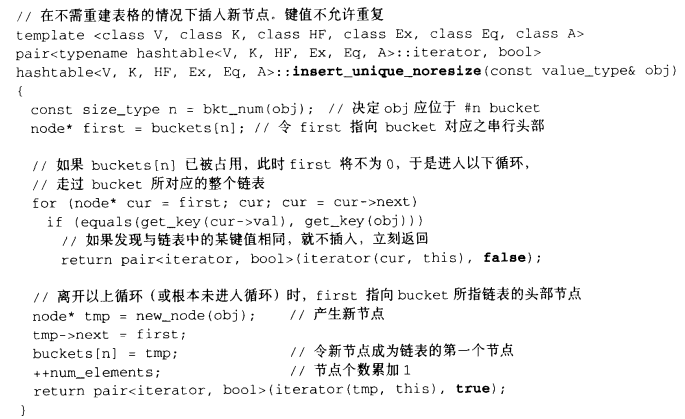 // 在不需重建表格的情况下插入新节点。键值不允许重复
template <class V, class K, class HF, class Ex, class Eq, class A>
pair<typename hashtable<V, K, HF, Ex, Eq, A>::iterator, bool>
hashtable<V, K, HF, Ex, Eq, A>::insert_unique_noresize(const value_type& obj)
{
  const size_type n = bkt_num(obj);  // 决定 obj 应位于 #n bucket
  node* first = buckets[n]; // 令 first 指向 bucket 对应之串行头部

  // 如果 buckets[n] 已被占用，此时 first 将不为 0，于是进入以下循环，
  // 走过 bucket 所对应的整个链表
  for (node* cur = first; cur; cur = cur->next)
    if (equals(get_key(cur->val), get_key(obj)))
      // 如果发现与链表中的某键值相同，就不插入，立刻返回
      return pair<iterator, bool>(iterator(cur, this), false);

  // 离开以上循环（或根本未进入循环）时，first 指向 bucket 所指链表的头部节点
  node* tmp = new_node(obj);    // 产生新节点
  tmp->next = first;
  buckets[n] = tmp;             // 令新节点成为链表的第一个节点
  ++num_elements;               // 节点个数累加 1
  return pair<iterator, bool>(iterator(tmp, this), true);
}